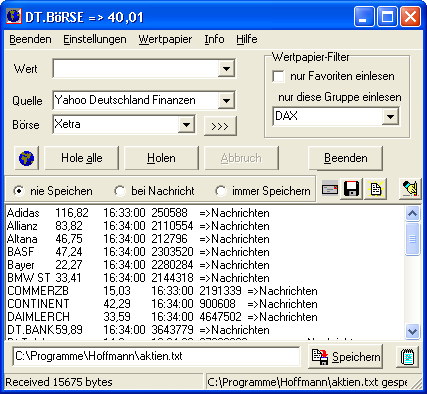 DT.BöRSE => 40,01
Beenden Einstellungen Wertpapier Info Hilfe
Wert
Wertpapier-Filter
nur Favoriten einlesen
Quelle Yahoo Deutschland Finanzen
nur diese Gruppe einlesen
Börse Xetra >>>
DAX
Hole alle Holen Abbruch Beenden
nie Speichen bei Nachricht immer Speichern
Adidas 116,82 16:33:00 250588 =>Nachrichten
Allianz 83,82 16:34:00 2110554 =>Nachrichten
Altana 46,75 16:34:00 212796 =>Nachrichten
BASF 47,24 16:34:00 2303520 =>Nachrichten
Bayer 22,27 16:34:00 2280284 =>Nachrichten
BMW ST 33,41 16:34:00 2144318 =>Nachrichten
COMMERZB 15,03 16:33:00 2191339 =>Nachrichten
CONTINENT 42,29 16:34:00 900608 =>Nachrichten
DAIMLERCH 33,59 16:34:00 4647502 =>Nachrichten
DT.BANK 59,89 16:34:00 3643779 =>Nachrichten
C:\Programme\Hoffmann\aktien.txt Speichern
Received 15675 bytes C:\Programme\Hoffmann\aktien.txt gespe